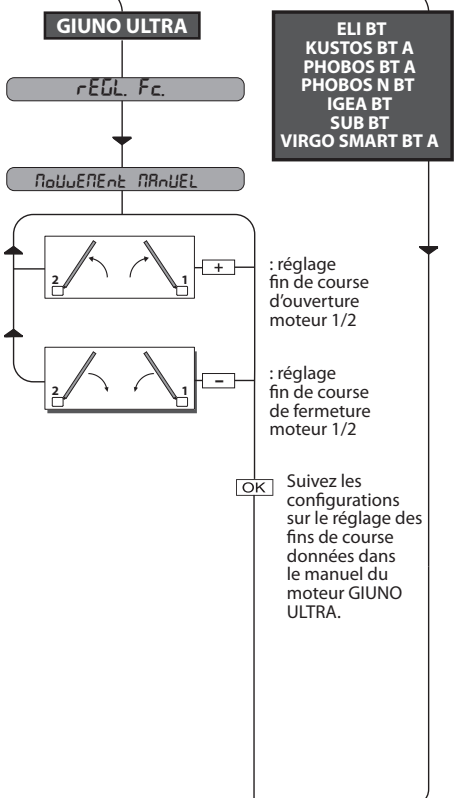 GIUNO ULTRA
rEGL. Fc.
MoUvEMEnt MAnUEL
2
1
+
: réglage
fin de course
d'ouverture
moteur 1/2
2
1
–
: réglage
fin de course
de fermeture
moteur 1/2
OK
Suivez les
configurations
sur le réglage des
fins de course
données dans
le manuel du
moteur GIUNO
ULTRA.
ELI BT
KUSTOS BT A
PHOBOS BT A
PHOBOS N BT
IGEA BT
SUB BT
VIRGO SMART BT A